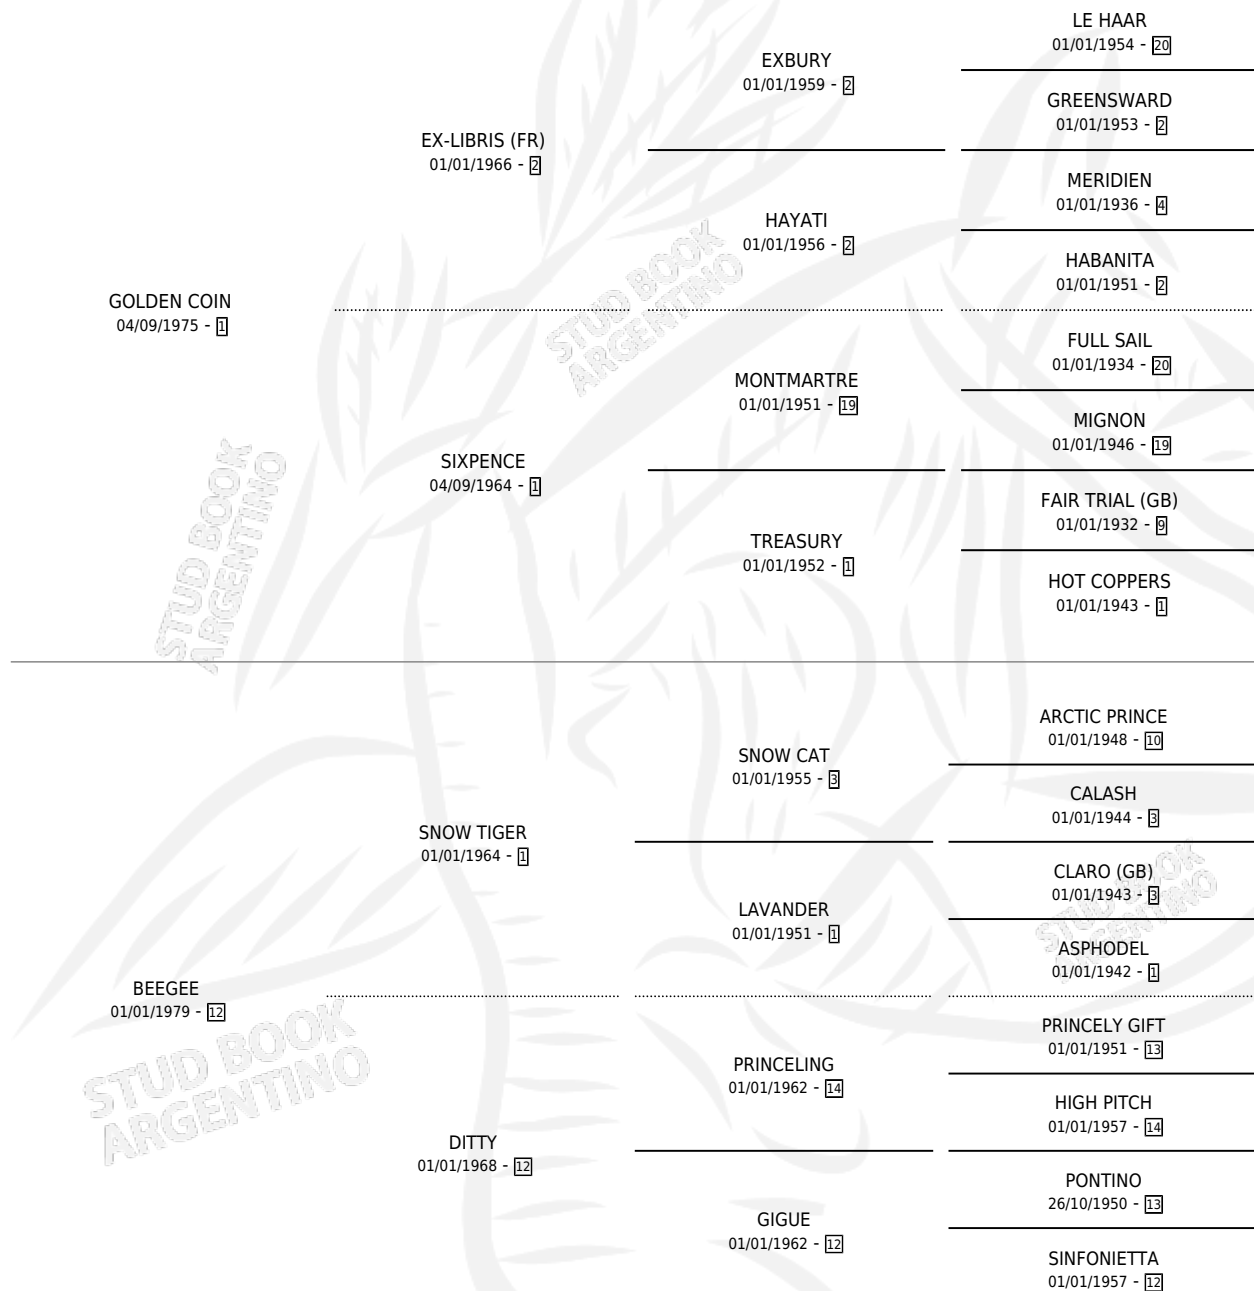 LE HAAR
01/01/1954 - 20
EXBURY
01/01/1959 - 2
GREENSWARD
01/01/1953 - 2
EX-LIBRIS (FR)
01/01/1966 - 2
MERIDIEN
01/01/1936 - 4
HAYATI
01/01/1956 - 2
HABANITA
01/01/1951 - 2
GOLDEN COIN
04/09/1975 - 1
FULL SAIL
01/01/1934 - 20
MONTMARTRE
01/01/1951 - 19
MIGNON
01/01/1946 - 19
SIXPENCE
04/09/1964 - 1
FAIR TRIAL (GB)
01/01/1932 - 9
TREASURY
01/01/1952 - 1
HOT COPPERS
01/01/1943 - 1
ARCTIC PRINCE
01/01/1948 - 10
SNOW CAT
01/01/1955 - 3
CALASH
01/01/1944 - 3
SNOW TIGER
01/01/1964 - 1
CLARO (GB)
01/01/1943 - 3
LAVANDER
01/01/1951 - 1
ASPHODEL
01/01/1942 - 1
BEEGEE
01/01/1979 - 12
PRINCELY GIFT
01/01/1951 - 13
PRINCELING
01/01/1962 - 14
HIGH PITCH
01/01/1957 - 14
DITTY
01/01/1968 - 12
PONTINO
26/10/1950 - 13
GIGUE
01/01/1962 - 12
SINFONIETTA
01/01/1957 - 12
STUD BOOK
ARGENTINO
STUD BOOK
ARGENTINO
STUD BOOK
ARGENTINO
STUD BOOK
ARGENTINO